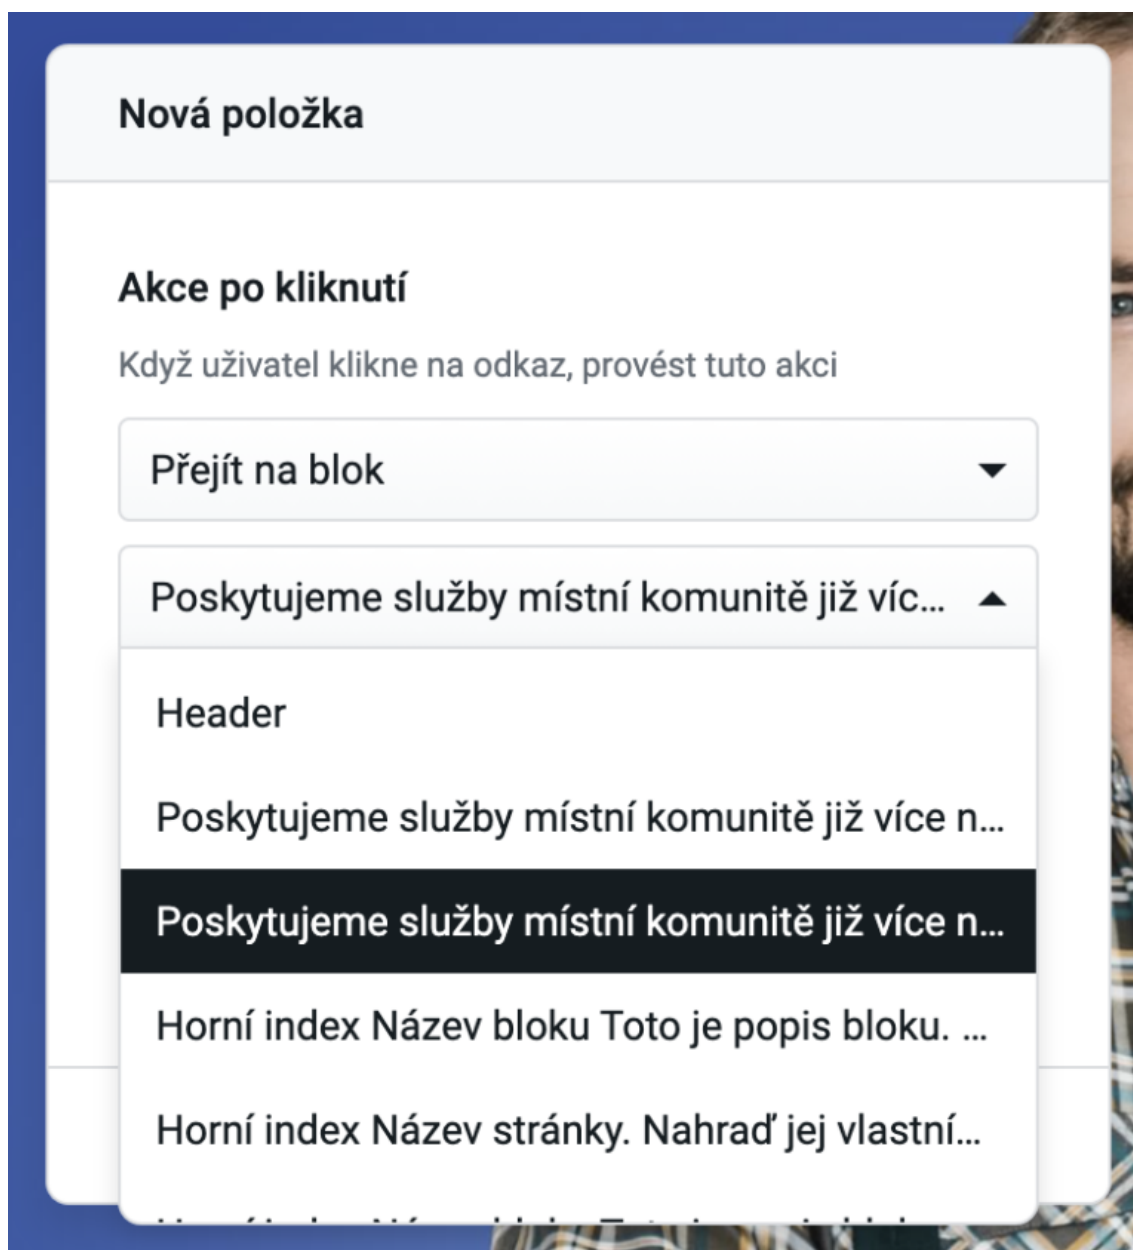 Nová položka
Akce po kliknutí
Když uživatel klikne na odkaz, provést tuto akci
Přejít na blok
Poskytujeme služby místní komunitě již víc...
Header
Poskytujeme služby místní komunitě již více n...
Poskytujeme služby místní komunitě již více n...
Horní index Název bloku Toto je popis bloku. ...
Horní index Název stránky. Nahraď jej vlastní...